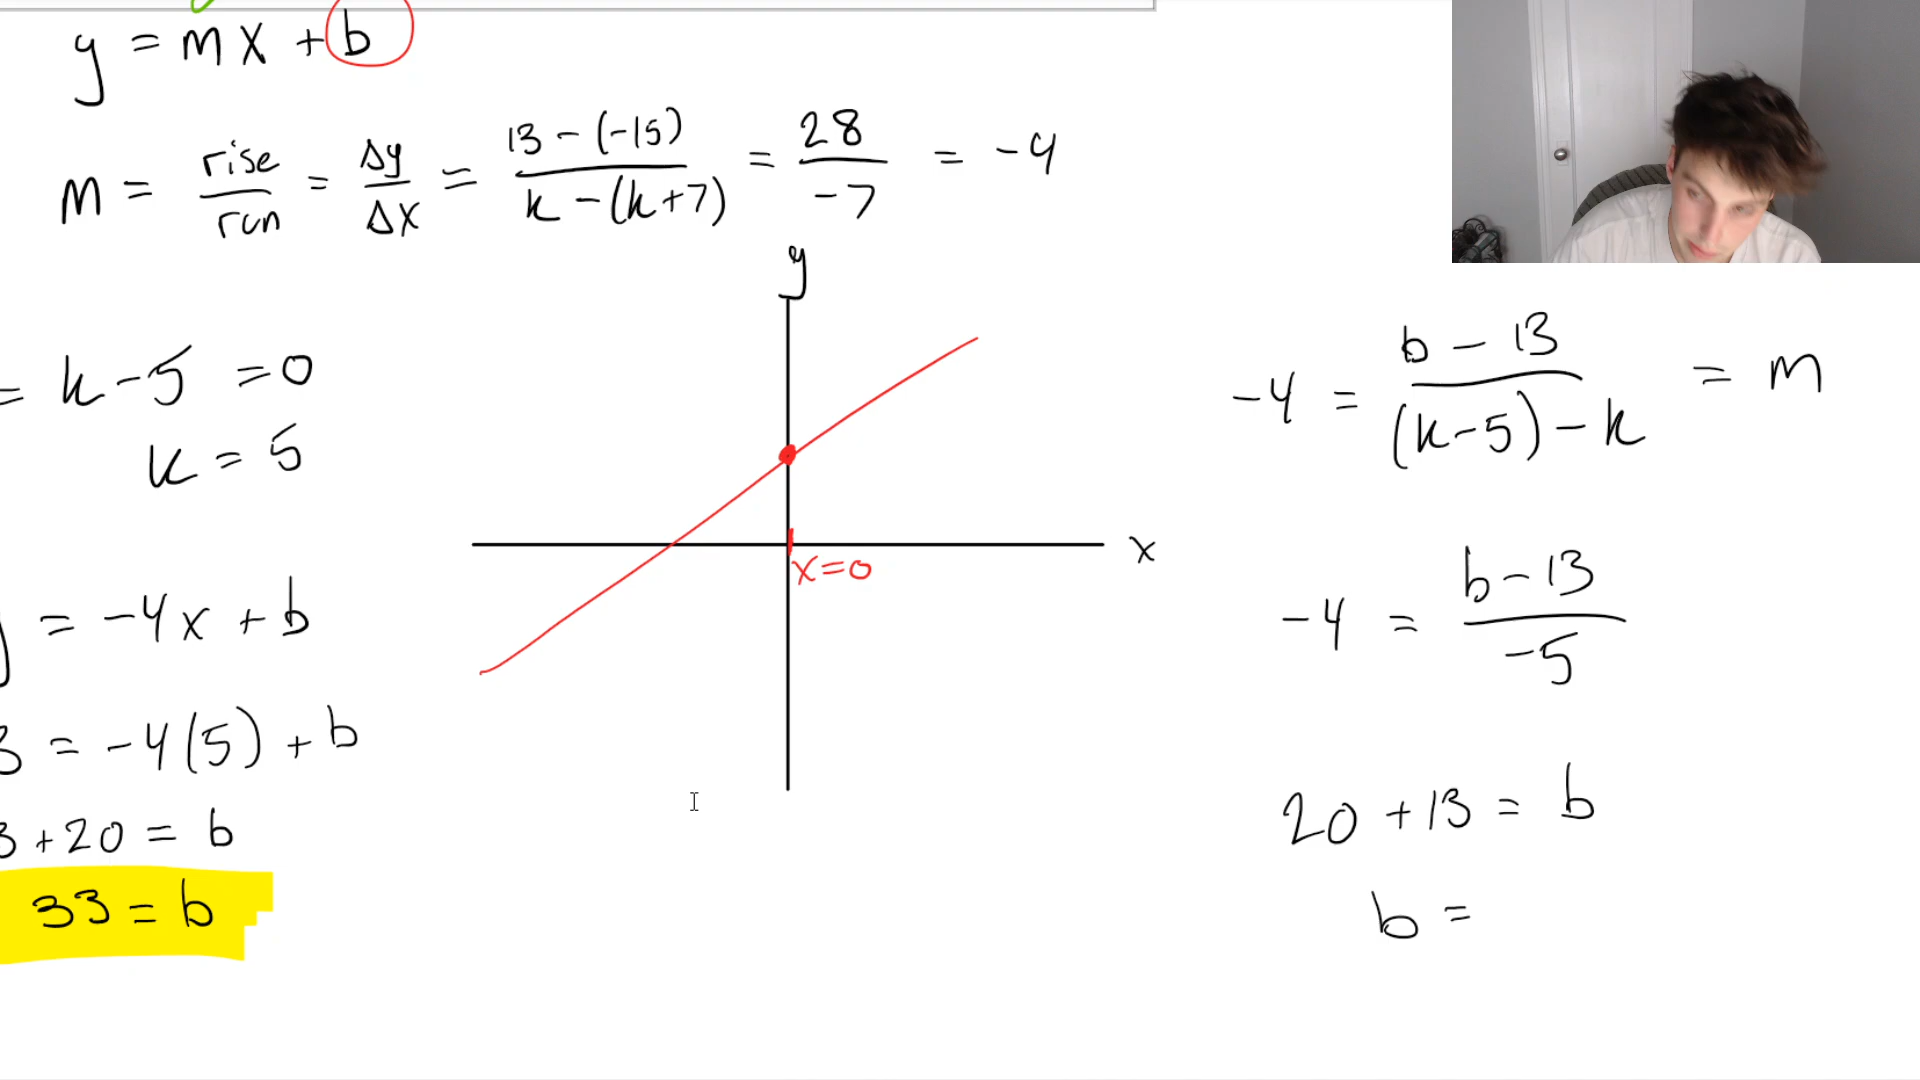 y = mx + b
m = rise/run = Δy/Δx = 13 - (-15)/k - (k+7) = 28/-7 = -4
= k - 5 = 0
k = 5
= -4x + b
3 = -4(5) + b
3 + 20 = b
33 = b
y
x
x = 0
-4 = b - 13/(k-5) - k = m
-4 = b - 13/-5
20 + 13 = b
b =